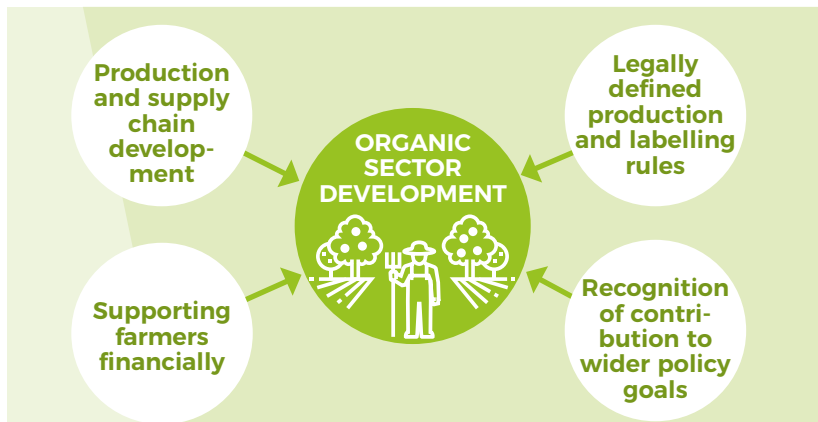 Production
and supply
chain
develop-
ment
Legally
defined
production
and labelling
rules
ORGANIC
SECTOR
DEVELOPMENT
Supporting
farmers
financially
Recognition
of contri-
bution to
wider policy
goals